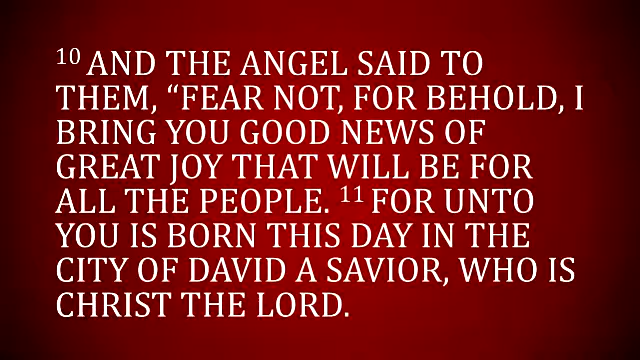 10 AND THE ANGEL SAID TO
THEM, “FEAR NOT, FOR BEHOLD, I
BRING YOU GOOD NEWS OF
GREAT JOY THAT WILL BE FOR
ALL THE PEOPLE. 11 FOR UNTO
YOU IS BORN THIS DAY IN THE
CITY OF DAVID A SAVIOR, WHO IS
CHRIST THE LORD.